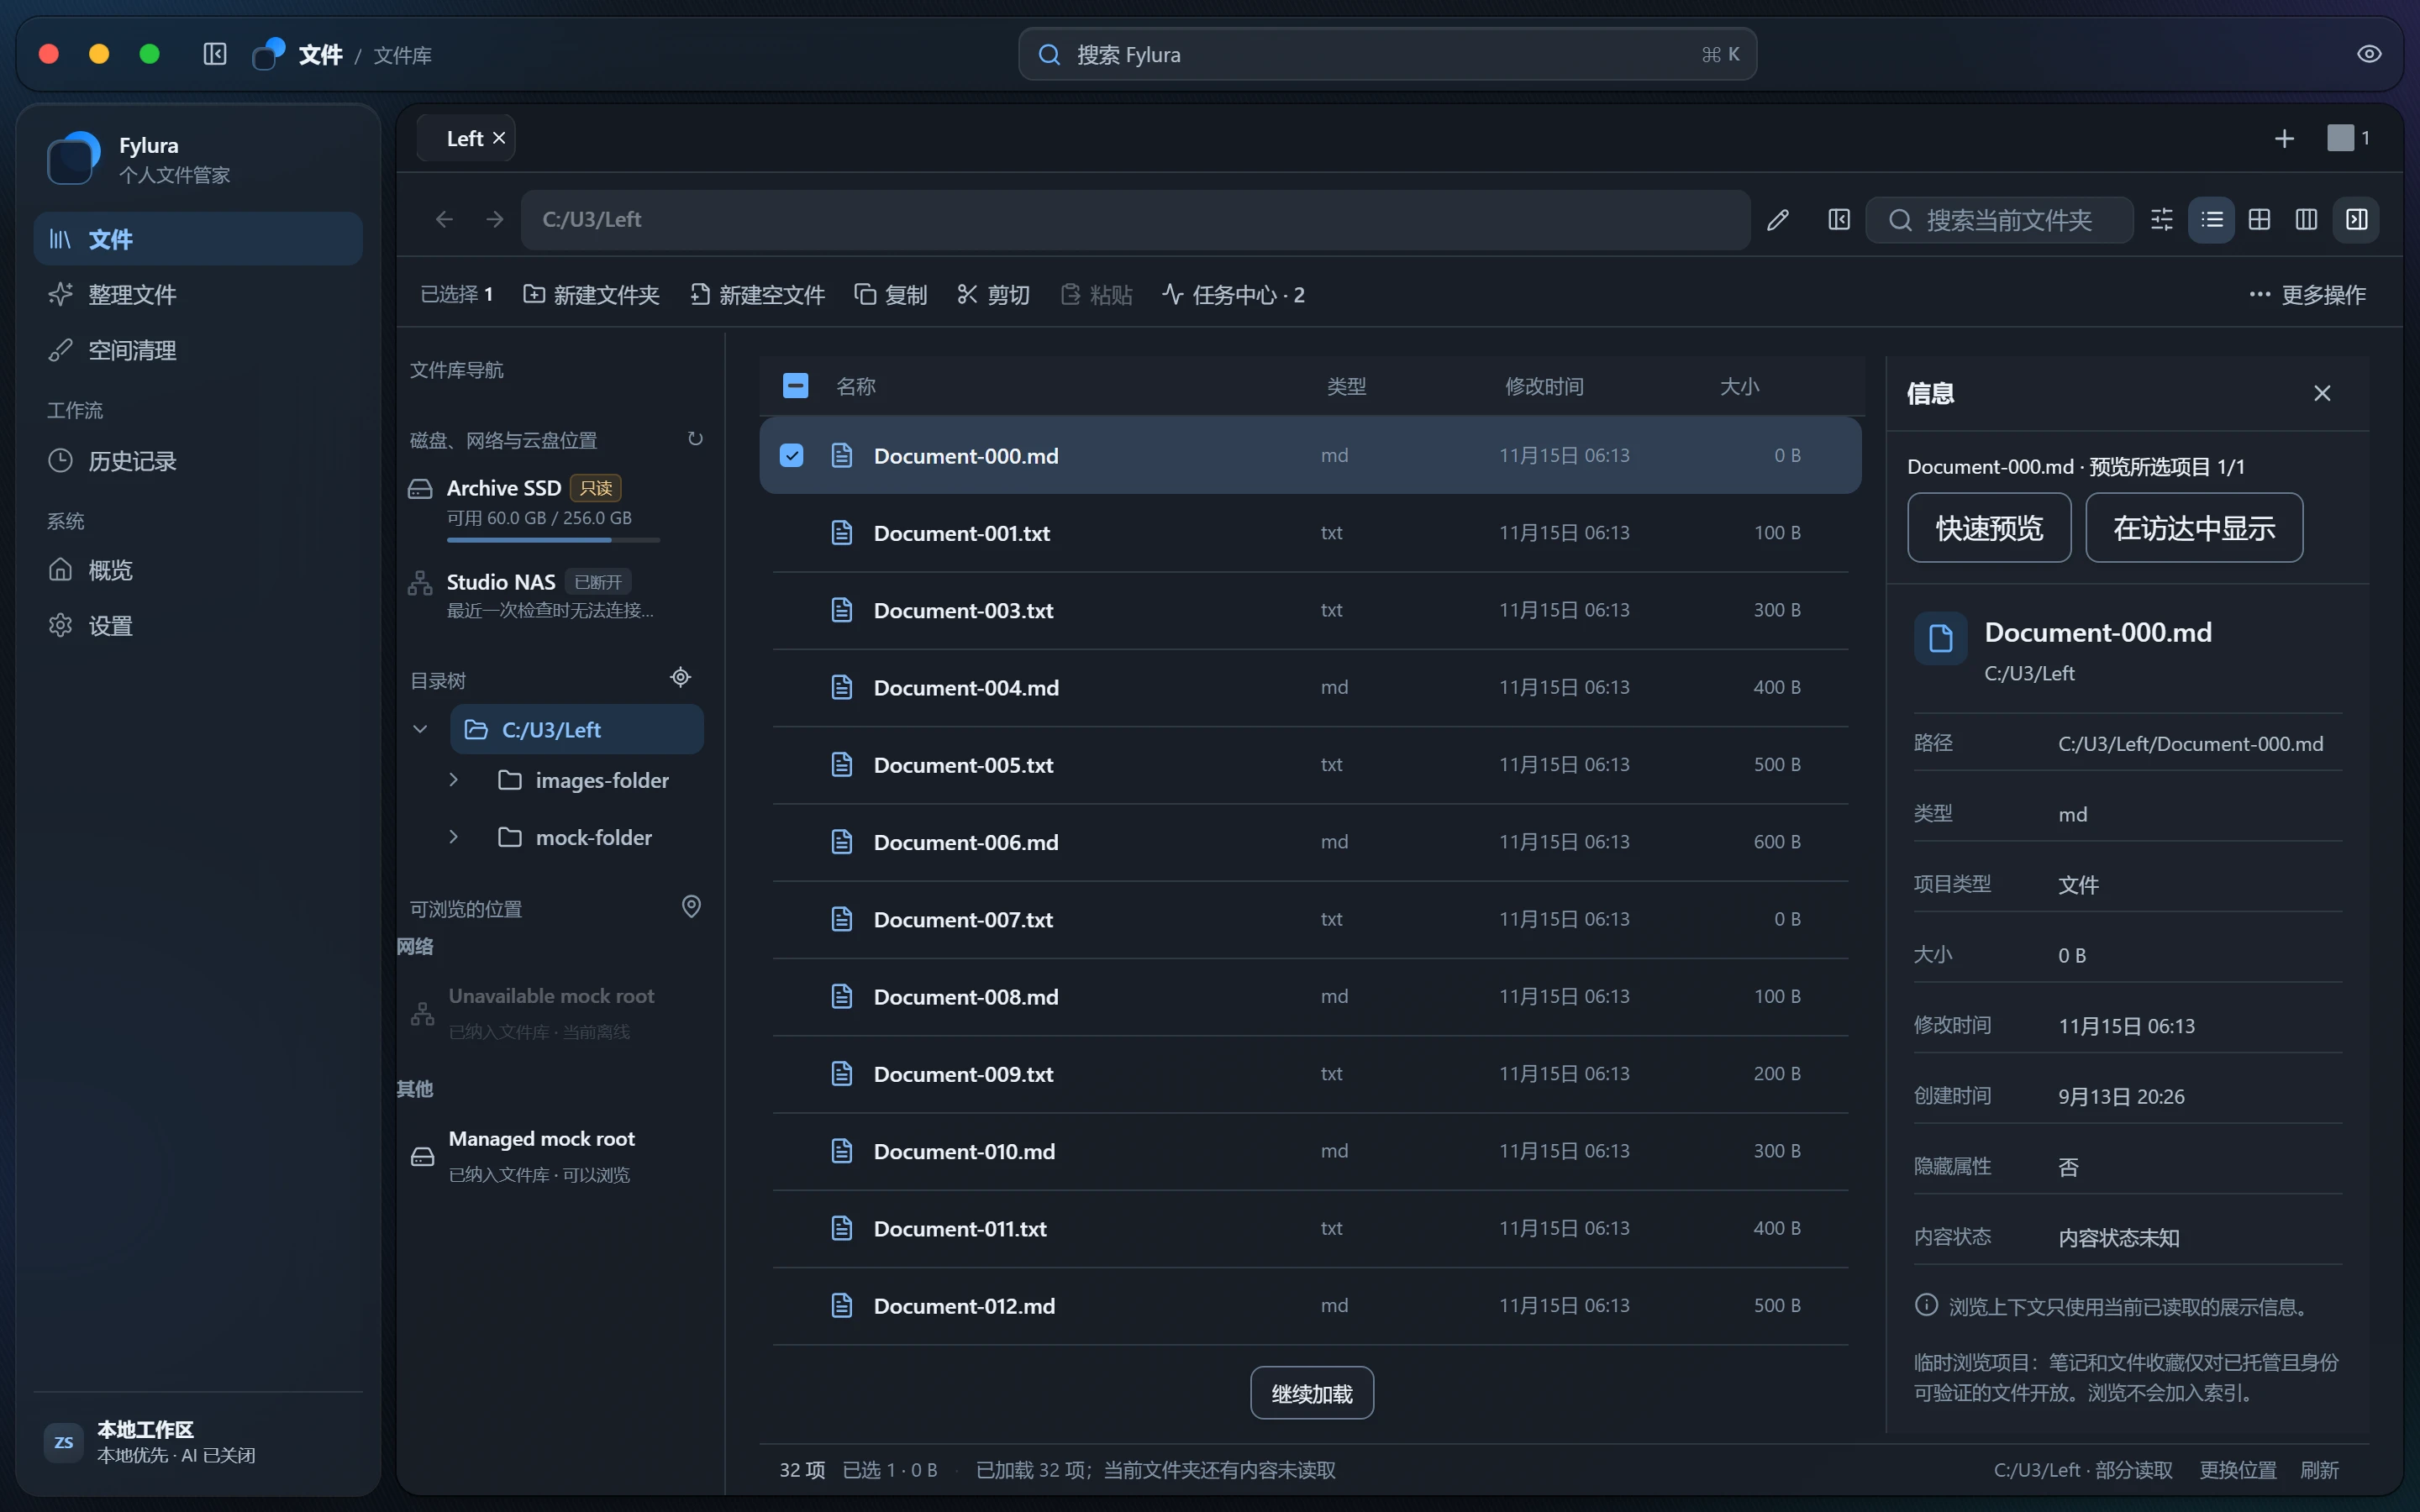 文件 / 文件库
搜索 Fylura
⌘ K
Fylura
个人文件管家
文件
整理文件
空间清理
工作流
历史记录
系统
概览
设置
ZS
本地工作区
本地优先 · AI 已关闭
Left ×
1
C:/U3/Left
搜索当前文件夹
已选择 1 新建文件夹 新建空文件 复制 剪切 粘贴 任务中心 · 2 更多操作
文件库导航
磁盘、网络与云盘位置
Archive SSD 只读
可用 60.0 GB / 256.0 GB
Studio NAS 已断开
最近一次检查时无法连接...
目录树
C:/U3/Left
images-folder
mock-folder
可浏览的位置
网络
Unavailable mock root
已纳入文件库 · 当前离线
其他
Managed mock root
已纳入文件库 · 可以浏览
名称 类型 修改时间 大小
Document-000.md md 11月15日 06:13 0 B
Document-001.txt txt 11月15日 06:13 100 B
Document-003.txt txt 11月15日 06:13 300 B
Document-004.md md 11月15日 06:13 400 B
Document-005.txt txt 11月15日 06:13 500 B
Document-006.md md 11月15日 06:13 600 B
Document-007.txt txt 11月15日 06:13 0 B
Document-008.md md 11月15日 06:13 100 B
Document-009.txt txt 11月15日 06:13 200 B
Document-010.md md 11月15日 06:13 300 B
Document-011.txt txt 11月15日 06:13 400 B
Document-012.md md 11月15日 06:13 500 B
继续加载
信息
Document-000.md · 预览所选项目 1/1
快速预览 在访达中显示
Document-000.md
C:/U3/Left
路径 C:/U3/Left/Document-000.md
类型 md
项目类型 文件
大小 0 B
修改时间 11月15日 06:13
创建时间 9月13日 20:26
隐藏属性 否
内容状态 内容状态未知
浏览上下文只使用当前已读取的展示信息。
临时浏览项目：笔记和文件收藏仅对已托管且身份
可验证的文件开放。浏览不会加入索引。
32 项 已选 1 · 0 B · 已加载 32 项；当前文件夹还有内容未读取
C:/U3/Left · 部分读取 更换位置 刷新